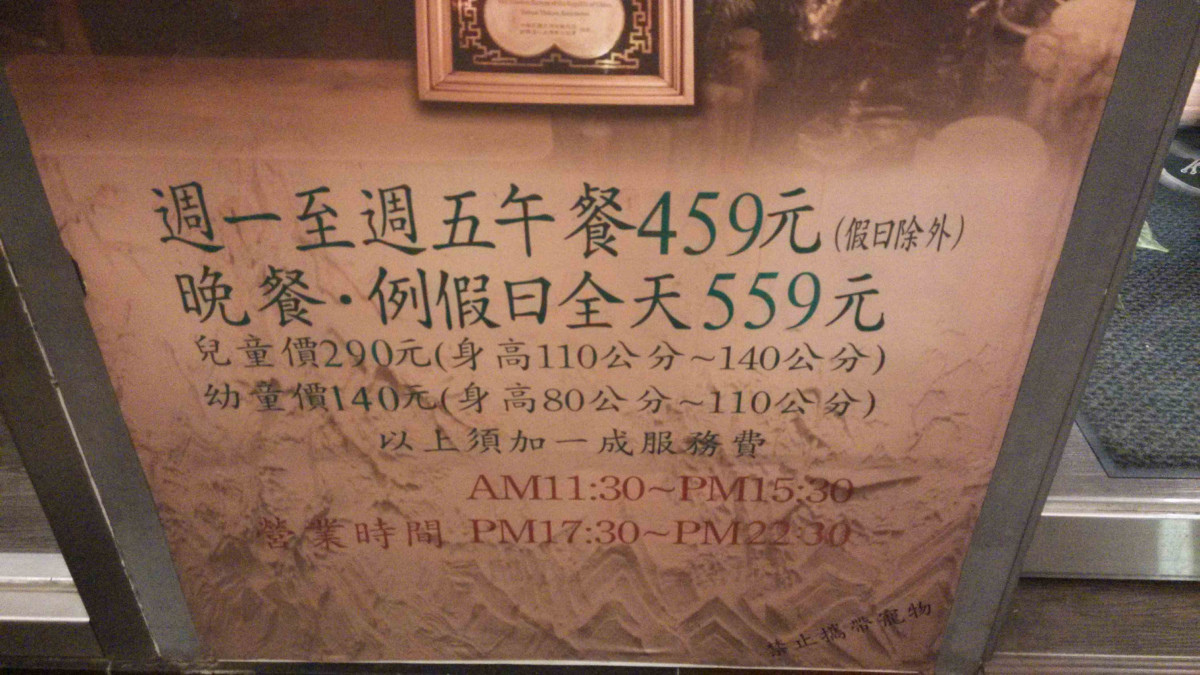 週一至週五午餐459元(假日除外)
晚餐·例假日全天559元
兒童價290元(身高110公分~140公分)
幼童價140元(身高80公分~110公分)
以上須加一成服務費
AM11:30~PM15:30
營業時間 PM17:30~PM22:30
禁止攜帶寵物